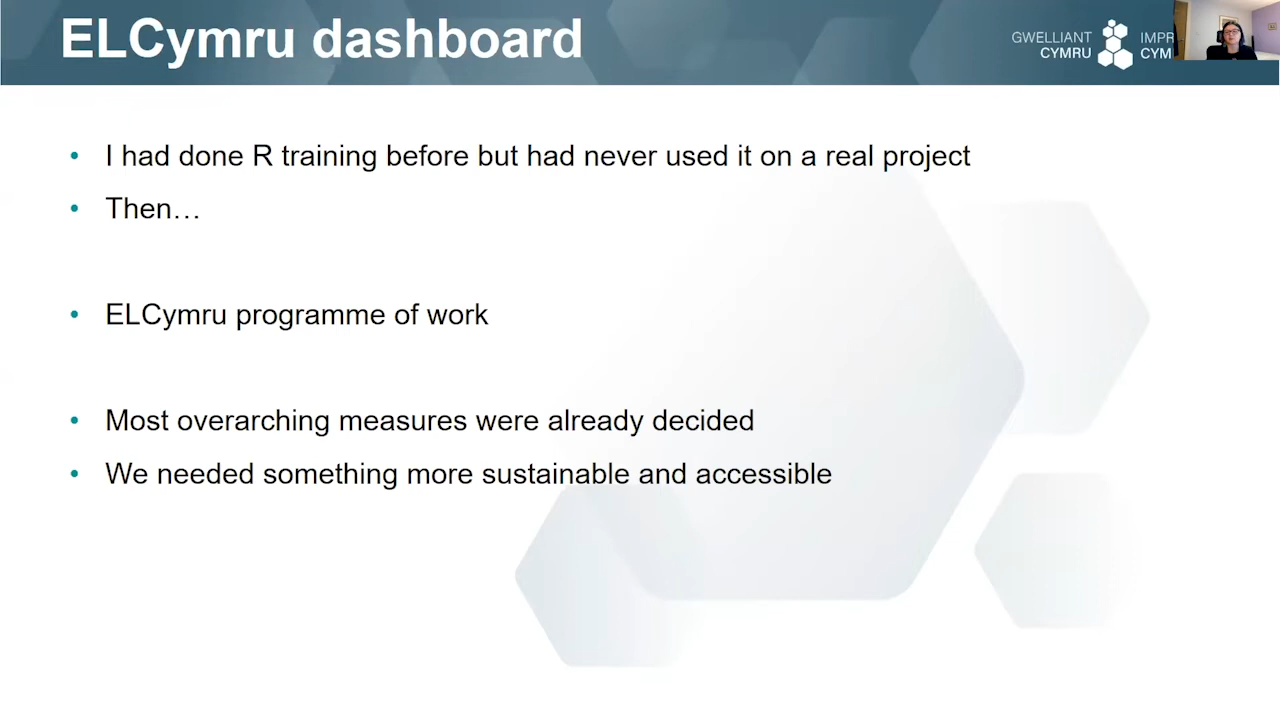 ELCymru dashboard
GWELLIANT
CYMRU
IMPR
CYM
• I had done R training before but had never used it on a real project
• Then…
• ELCymru programme of work
• Most overarching measures were already decided
• We needed something more sustainable and accessible